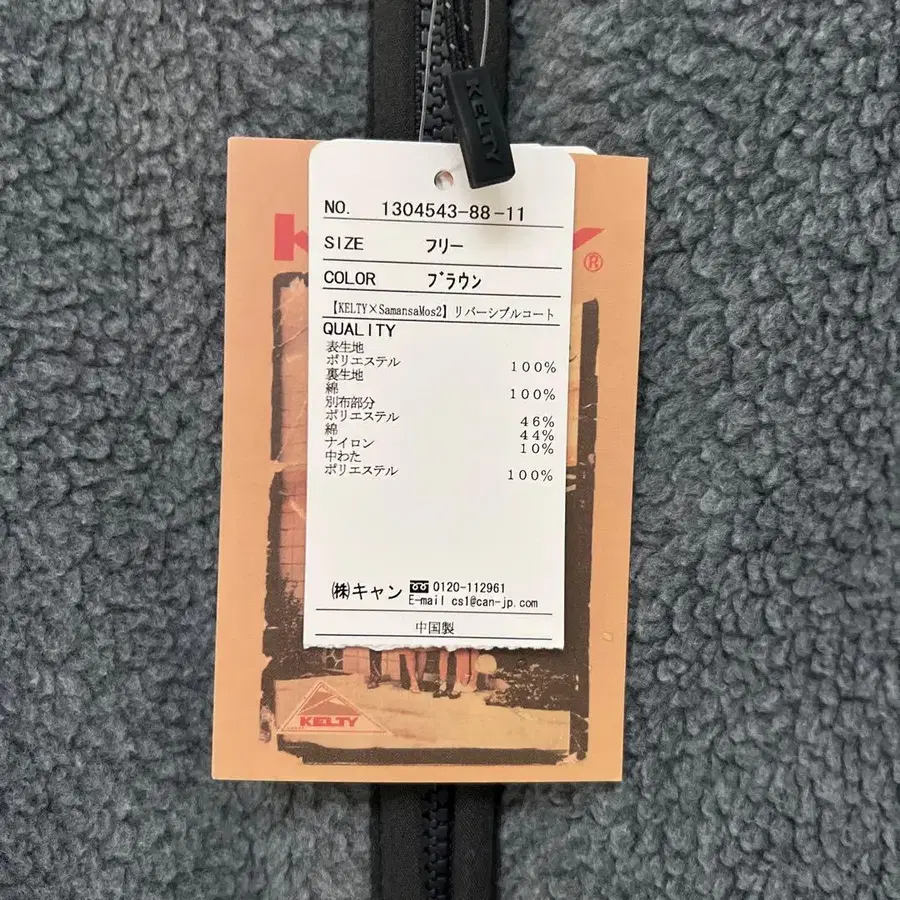 KELTY
NO. 1304543-88-11
SIZE フリー
®
COLOR ブラウン
【KELTY×SamansaMos2】リバーシブルコート
QUALITY
表生地
ポリエステル 100%
裏生地
綿 100%
別布部分
ポリエステル 46%
綿 44%
ナイロン 10%
中わた
ポリエステル 100%
㈱キャン 0120-112961
E-mail cs1@can-jp.com
中国製
KELTY